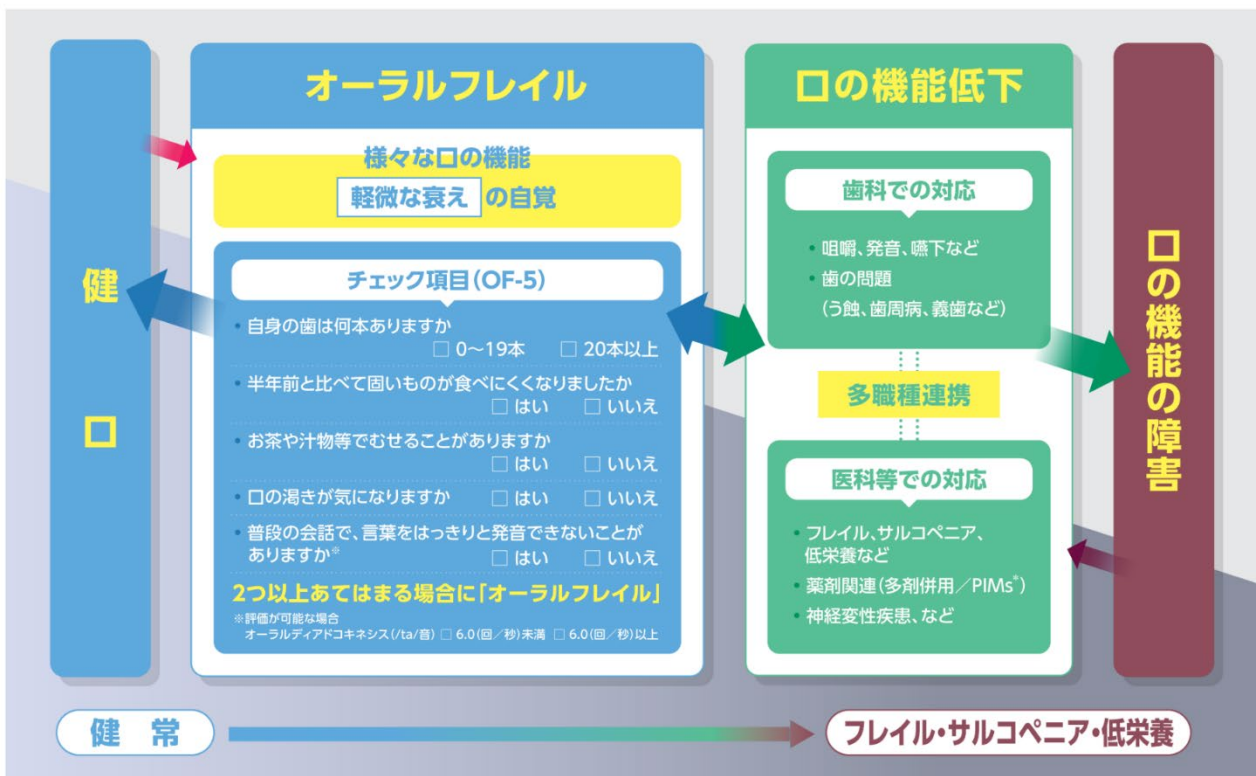 健口
オーラルフレイル
様々な口の機能
軽微な衰え の自覚
チェック項目(OF-5)
• 自身の歯は何本ありますか
□ 0〜19本 □ 20本以上
• 半年前と比べて固いものが食べにくくなりましたか
□ はい □ いいえ
• お茶や汁物等でむせることがありますか
□ はい □ いいえ
• 口の渇きが気になりますか □ はい □ いいえ
• 普段の会話で、言葉をはっきりと発音できないことが
ありますか※ □ はい □ いいえ
2つ以上あてはまる場合に「オーラルフレイル」
※評価が可能な場合
オーラルディアドコキネシス(/ta/音) □ 6.0(回/秒)未満 □ 6.0(回/秒)以上
口の機能低下
歯科での対応
• 咀嚼、発音、嚥下など
• 歯の問題
(う蝕、歯周病、義歯など)
多職種連携
医科等での対応
• フレイル、サルコペニア、
低栄養など
• 薬剤関連(多剤併用/PIMs*)
• 神経変性疾患、など
口の機能の障害
健常
フレイル・サルコペニア・低栄養